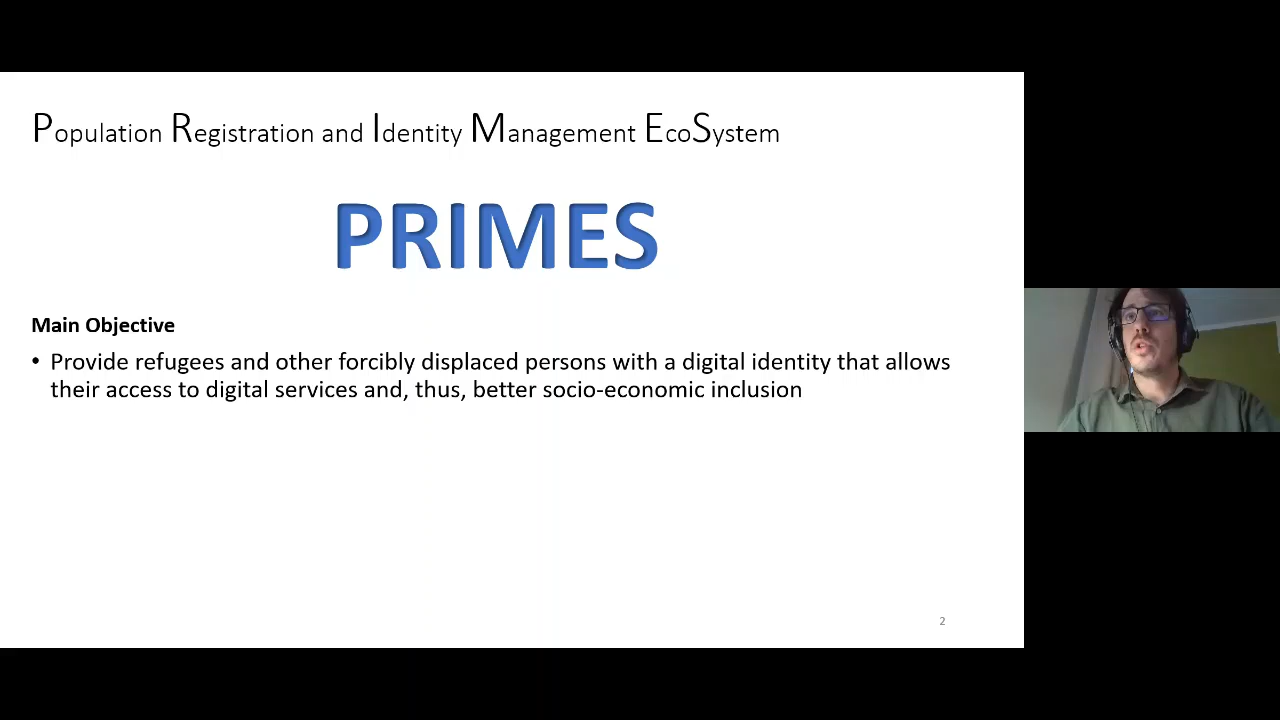 Population Registration and Identity Management EcoSystem
PRIMES
Main Objective
• Provide refugees and other forcibly displaced persons with a digital identity that allows
their access to digital services and, thus, better socio-economic inclusion
2